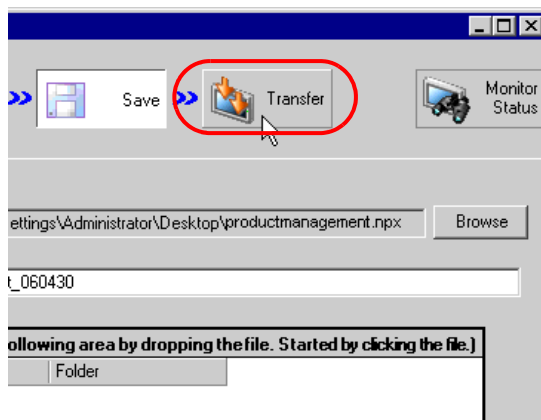 Save
Transfer
Monitor
Status
ettings\Administrator\Desktop\productmanagement.npx
Browse
t_060430
ollowing area by dropping the file. Started by clicking the file.)
Folder